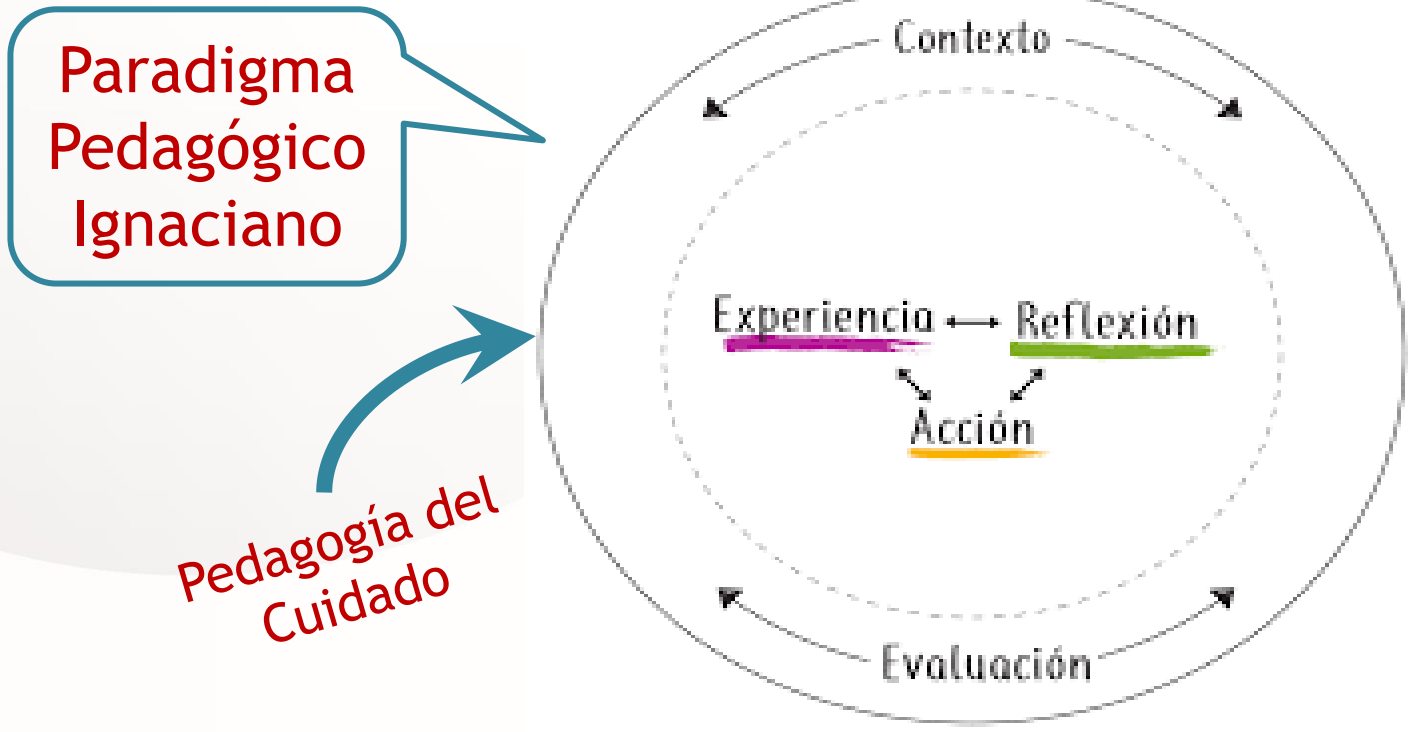 Paradigma
Pedagógico
Ignaciano
Contexto
Experiencia
Reflexión
Acción
Evaluación
Pedagogía del
Cuidado